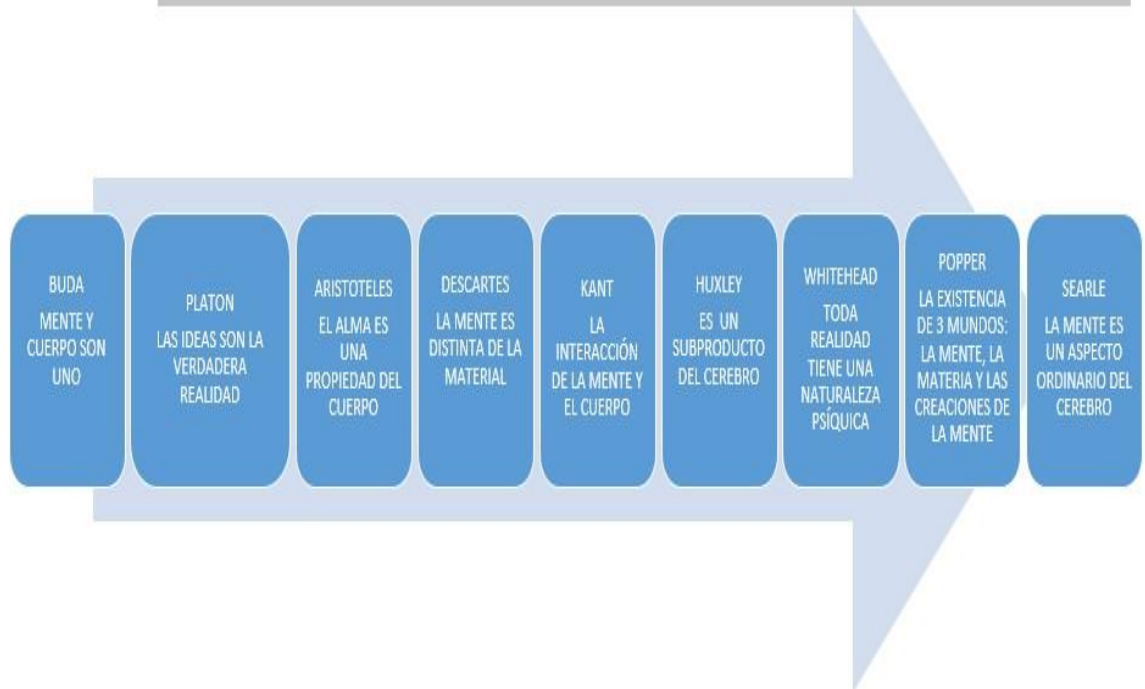 BUDA
MENTE Y
CUERPO SON
UNO
PLATON
LAS IDEAS SON LA
VERDADERA
REALIDAD
ARISTOTELES
EL ALMA ES
UNA
PROPIEDAD DEL
CUERPO
DESCARTES
LA MENTE ES
DISTINTA DE LA
MATERIAL
KANT
LA
INTERACCIÓN
DE LA MENTE Y
EL CUERPO
HUXLEY
ES UN
SUBPRODUCTO
DEL CEREBRO
WHITEHEAD
TODA
REALIDAD
TIENE UNA
NATURALEZA
PSÍQUICA
POPPER
LA EXISTENCIA
DE 3 MUNDOS:
LA MENTE, LA
MATERIA Y LAS
CREACIONES DE
LA MENTE
SEARLE
LA MENTE ES
UN ASPECTO
ORDINARIO DEL
CEREBRO